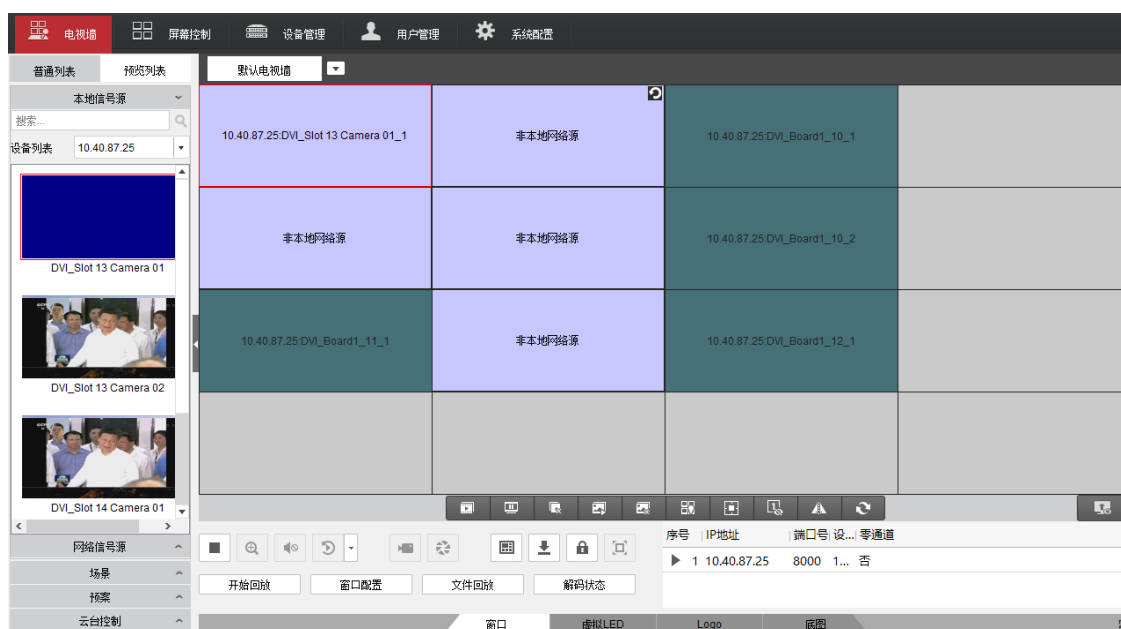 电视墙 屏幕控制 设备管理 用户管理 系统配置
普通列表 预览列表 默认电视墙
本地信号源
搜索...
设备列表 10.40.87.25
DVI_Slot 13 Camera 01
DVI_Slot 13 Camera 02
DVI_Slot 14 Camera 01
网络信号源
场景
预案
云台控制
10.40.87.25:DVI_Slot 13 Camera 01_1 非本地网络源 10.40.87.25:DVI_Board1_10_1
非本地网络源 非本地网络源 10.40.87.25:DVI_Board1_10_2
10.40.87.25:DVI_Board1_11_1 非本地网络源 10.40.87.25:DVI_Board1_12_1
开始回放 窗口配置 文件回放 解码状态
序号 IP地址 端口号 设... 零通道
1 10.40.87.25 8000 1... 否
窗口 虚拟LED Logo 底图